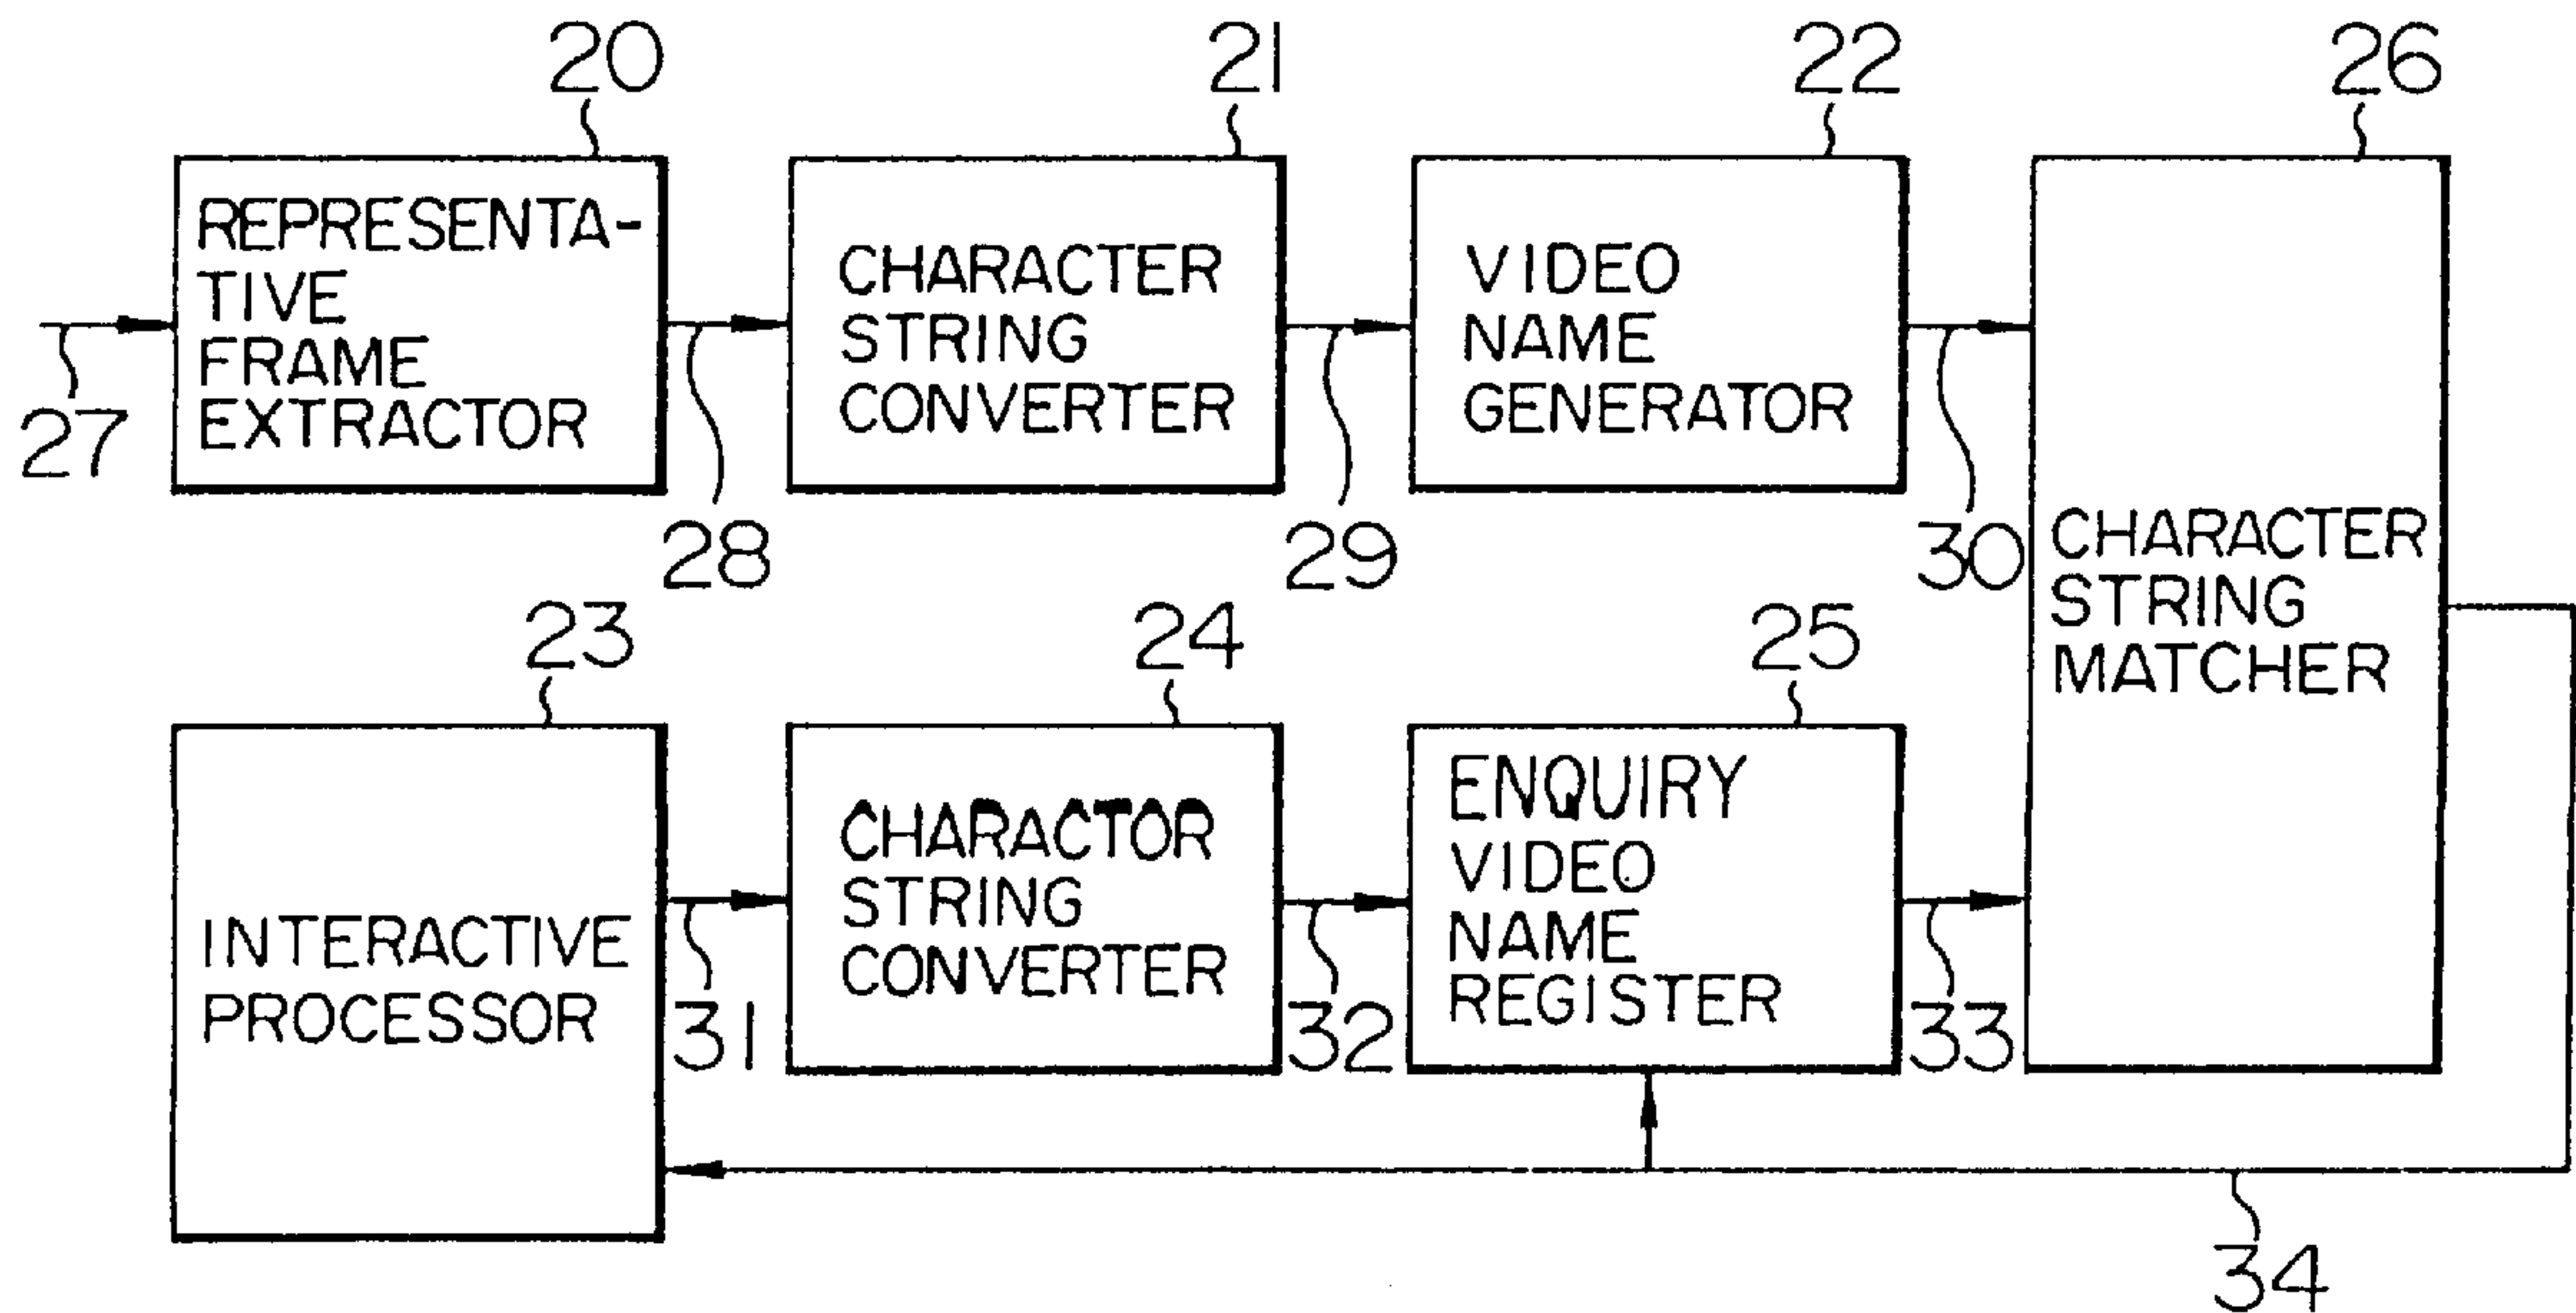 20
21
22
26
REPRESENTA-
TIVE
FRAME
EXTRACTOR
CHARACTER
STRING
CONVERTER
VIDEO
NAME
GENERATOR
27
28
29
30
CHARACTER
STRING
MATCHER
23
24
25
INTERACTIVE
PROCESSOR
CHARACTOR
STRING
CONVERTER
ENQUIRY
VIDEO
NAME
REGISTER
31
32
33
34